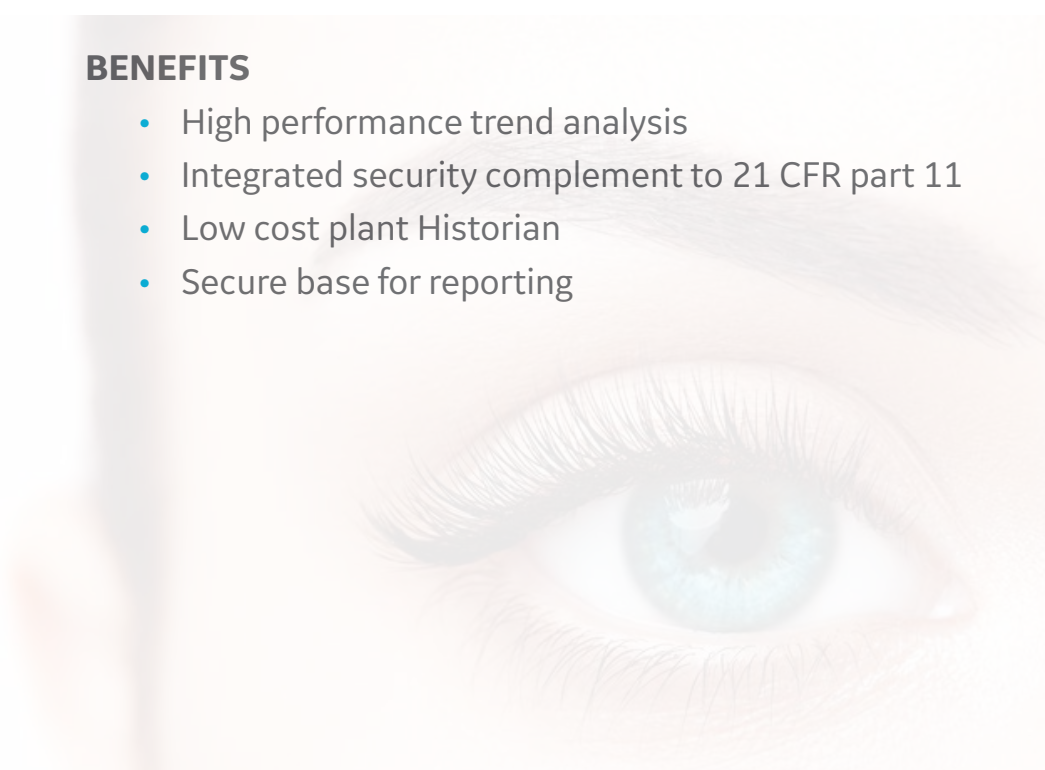 BENEFITS
• High performance trend analysis
• Integrated security complement to 21 CFR part 11
• Low cost plant Historian
• Secure base for reporting